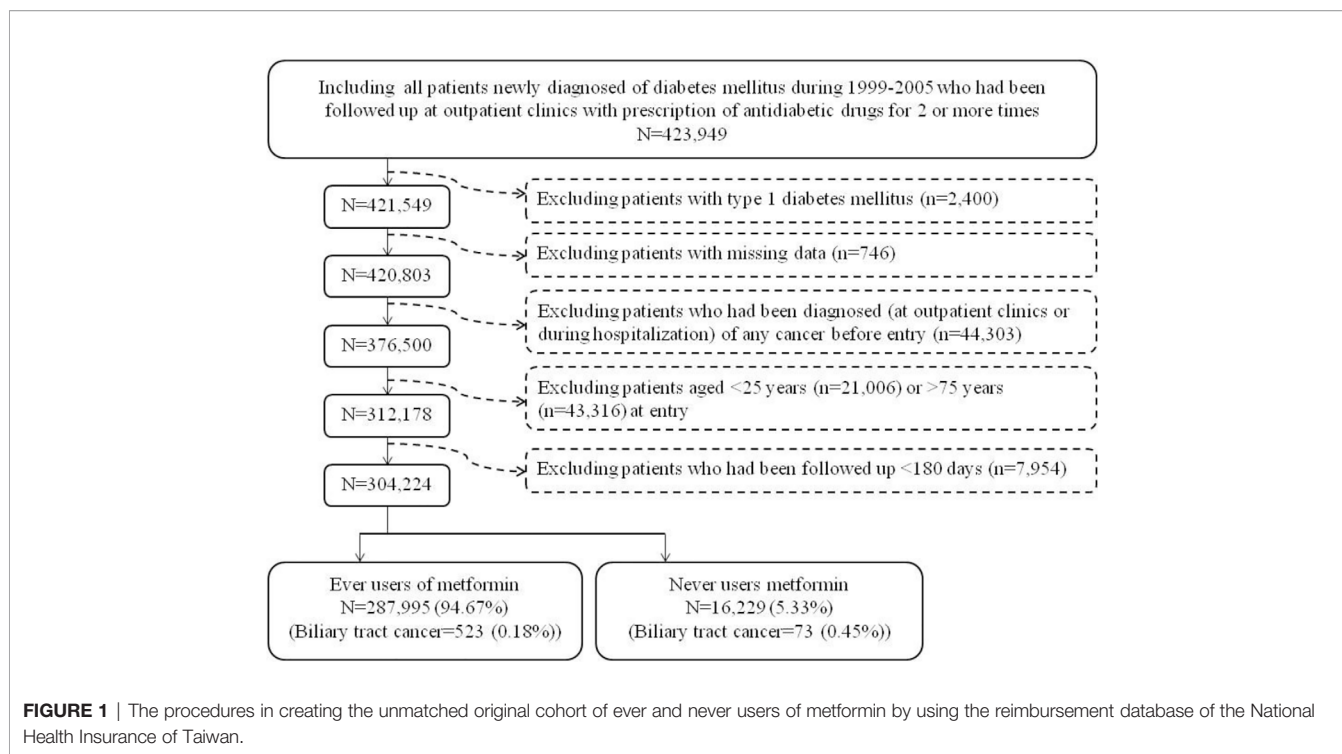 Including all patients newly diagnosed of diabetes mellitus during 1999-2005 who had been
followed up at outpatient clinics with prescription of antidiabetic drugs for 2 or more times
N=423,949
Excluding patients with type 1 diabetes mellitus (n=2,400)
N=421,549
Excluding patients with missing data (n=746)
N=420,803
Excluding patients who had been diagnosed (at outpatient clinics or
during hospitalization) of any cancer before entry (n=44,303)
N=376,500
Excluding patients aged <25 years (n=21,006) or >75 years
(n=43,316) at entry
N=312,178
Excluding patients who had been followed up <180 days (n=7,954)
N=304,224
Ever users of metformin
N=287,995 (94.67%)
(Biliary tract cancer=523 (0.18%))
Never users metformin
N=16,229 (5.33%)
(Biliary tract cancer=73 (0.45%))
FIGURE 1 | The procedures in creating the unmatched original cohort of ever and never users of metformin by using the reimbursement database of the National
Health Insurance of Taiwan.